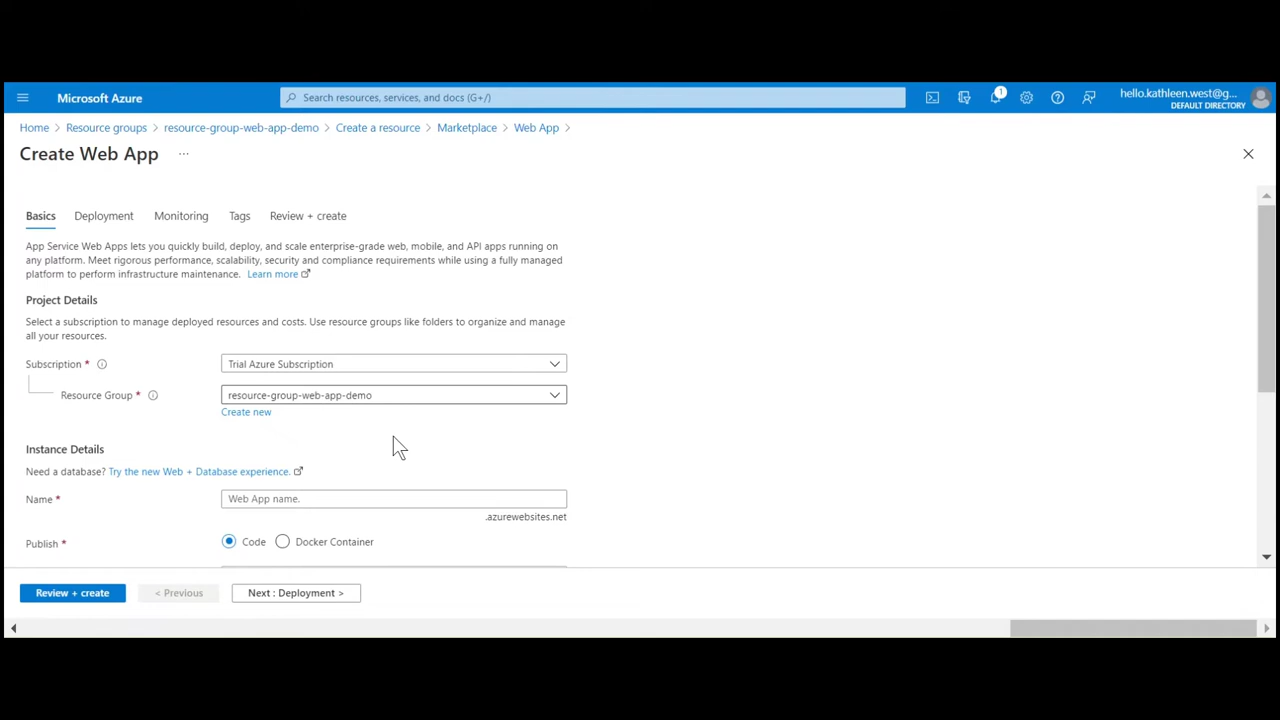 Microsoft Azure
Search resources, services, and docs (G+/)
1
hello.kathleen.west@g...
DEFAULT DIRECTORY
Home > Resource groups > resource-group-web-app-demo > Create a resource > Marketplace > Web App >
Create Web App ...
Basics Deployment Monitoring Tags Review + create
App Service Web Apps lets you quickly build, deploy, and scale enterprise-grade web, mobile, and API apps running on
any platform. Meet rigorous performance, scalability, security and compliance requirements while using a fully managed
platform to perform infrastructure maintenance. Learn more
Project Details
Select a subscription to manage deployed resources and costs. Use resource groups like folders to organize and manage
all your resources.
Subscription * Trial Azure Subscription
Resource Group * resource-group-web-app-demo
Create new
Instance Details
Need a database? Try the new Web + Database experience.
Name * Web App name.
.azurewebsites.net
Publish * Code Docker Container
Review + create < Previous Next : Deployment >